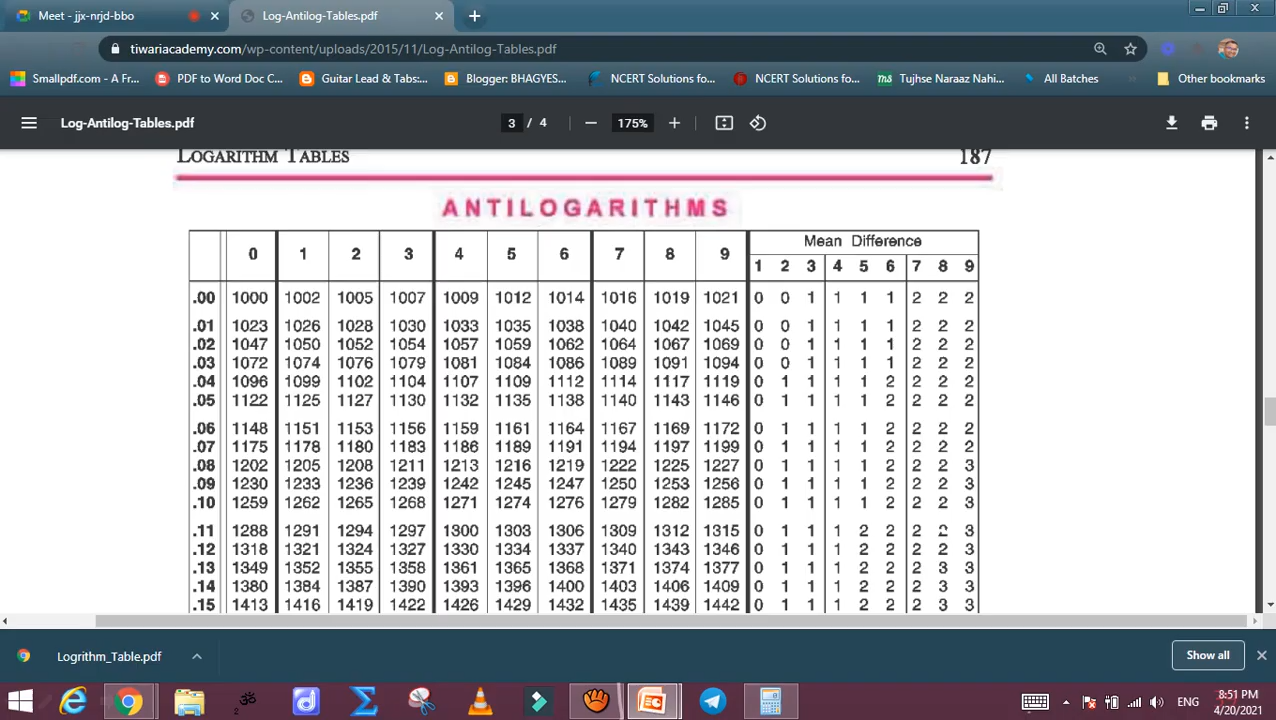 Meet - jjx-nrjd-bbo
Log-Antilog-Tables.pdf
tiwariacademy.com/wp-content/uploads/2015/11/Log-Antilog-Tables.pdf
Smallpdf.com - A Fr... PDF to Word Doc C... Guitar Lead & Tabs:... Blogger: BHAGYES... NCERT Solutions fo... NCERT Solutions fo... ms Tujhse Naraaz Nahi... All Batches Other bookmarks
Log-Antilog-Tables.pdf 3 / 4 175%
LOGARITHM TABLES 187
ANTILOGARITHMS
Mean Difference
0 1 2 3 4 5 6 7 8 9 1 2 3 4 5 6 7 8 9
.00 1000 1002 1005 1007 1009 1012 1014 1016 1019 1021 0 0 1 1 1 1 2 2 2
.01 1023 1026 1028 1030 1033 1035 1038 1040 1042 1045 0 0 1 1 1 1 2 2 2
.02 1047 1050 1052 1054 1057 1059 1062 1064 1067 1069 0 0 1 1 1 1 2 2 2
.03 1072 1074 1076 1079 1081 1084 1086 1089 1091 1094 0 0 1 1 1 1 2 2 2
.04 1096 1099 1102 1104 1107 1109 1112 1114 1117 1119 0 1 1 1 1 2 2 2 2
.05 1122 1125 1127 1130 1132 1135 1138 1140 1143 1146 0 1 1 1 1 2 2 2 2
.06 1148 1151 1153 1156 1159 1161 1164 1167 1169 1172 0 1 1 1 1 2 2 2 2
.07 1175 1178 1180 1183 1186 1189 1191 1194 1197 1199 0 1 1 1 1 2 2 2 2
.08 1202 1205 1208 1211 1213 1216 1219 1222 1225 1227 0 1 1 1 1 2 2 2 3
.09 1230 1233 1236 1239 1242 1245 1247 1250 1253 1256 0 1 1 1 1 2 2 2 3
.10 1259 1262 1265 1268 1271 1274 1276 1279 1282 1285 0 1 1 1 1 2 2 2 3
.11 1288 1291 1294 1297 1300 1303 1306 1309 1312 1315 0 1 1 1 2 2 2 2 3
.12 1318 1321 1324 1327 1330 1334 1337 1340 1343 1346 0 1 1 1 2 2 2 2 3
.13 1349 1352 1355 1358 1361 1365 1368 1371 1374 1377 0 1 1 1 2 2 2 3 3
.14 1380 1384 1387 1390 1393 1396 1400 1403 1406 1409 0 1 1 1 2 2 2 3 3
.15 1413 1416 1419 1422 1426 1429 1432 1435 1439 1442 0 1 1 1 2 2 2 3 3
Logrithm_Table.pdf
Show all
ENG
8:51 PM
4/20/2021